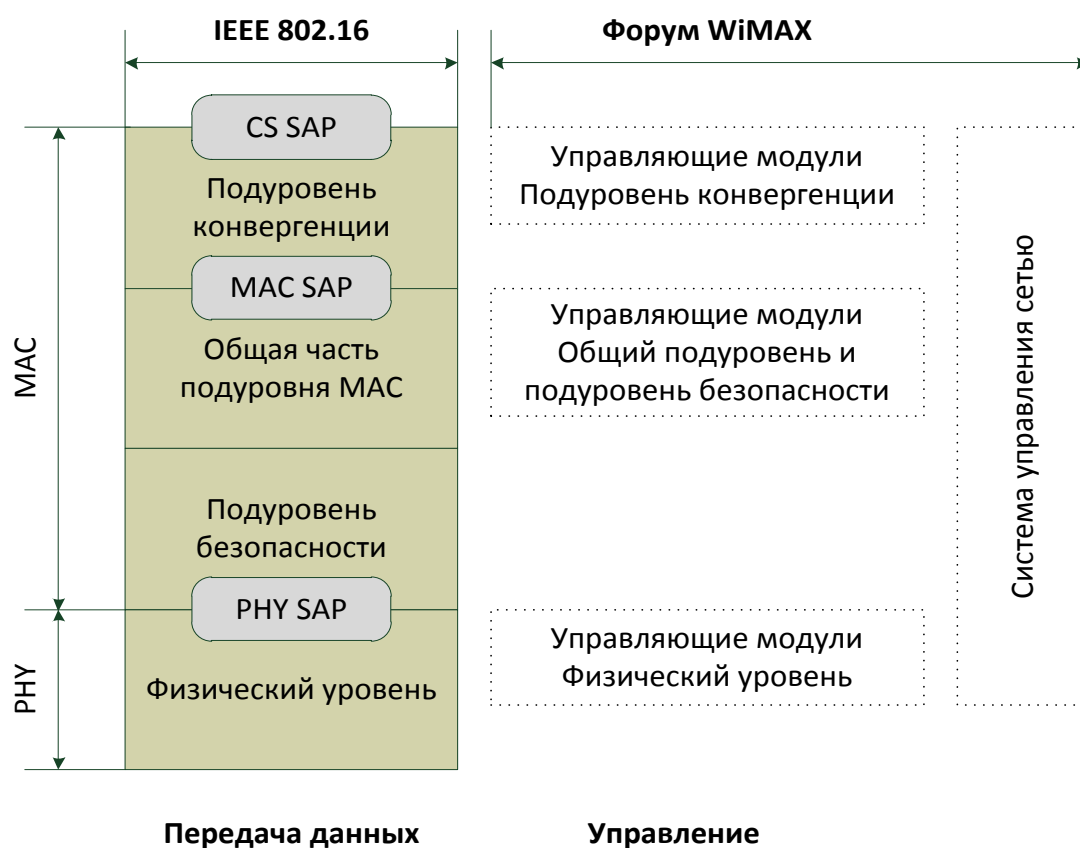 IEEE 802.16
Форум WiMAX
CS SAP
Подуровень
конвергенции
MAC SAP
Общая часть
подуровня MAC
Подуровень
безопасности
PHY SAP
Физический уровень
MAC
PHY
Управляющие модули
Подуровень конвергенции
Управляющие модули
Общий подуровень и
подуровень безопасности
Управляющие модули
Физический уровень
Система управления сетью
Передача данных
Управление